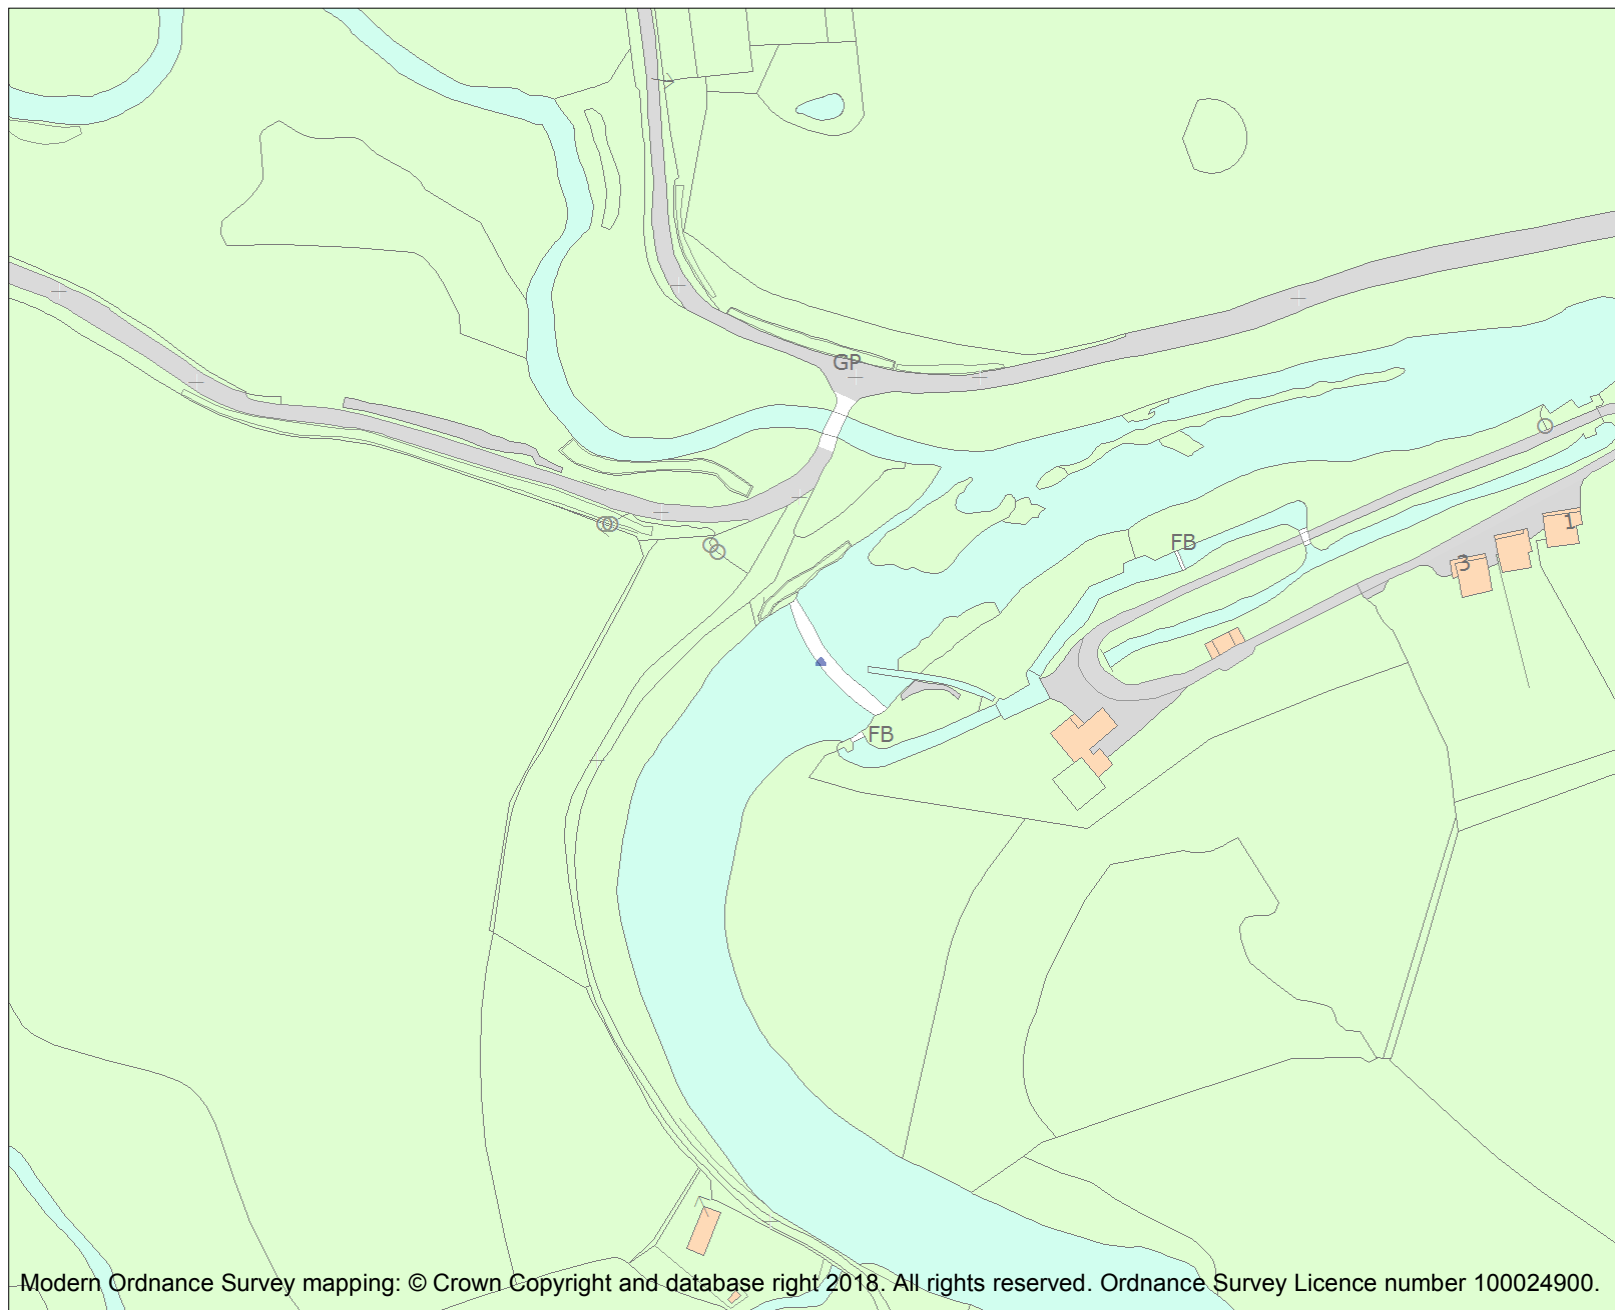 GP
1
FB
3
FB
Modern Ordnance Survey mapping: © Crown Copyright and database right 2018. All rights reserved. Ordnance Survey Licence number 100024900.